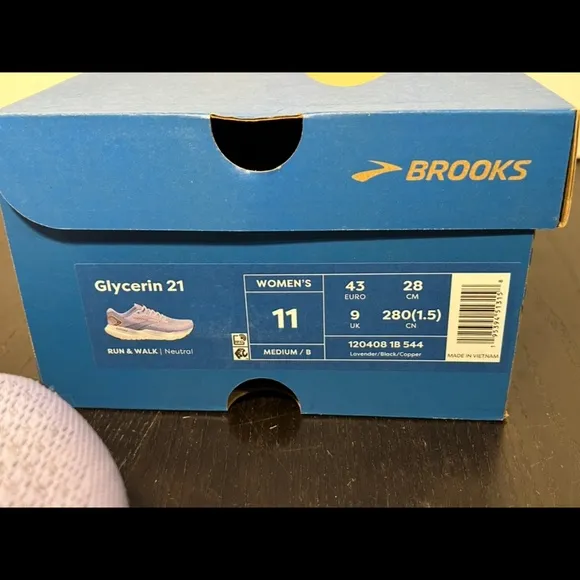 BROOKS
Glycerin 21
RUN & WALK | Neutral
WOMEN'S
11
MEDIUM / B
43
EURO
28
CM
9
UK
280(1.5)
CN
120408 1B 544
Lavender/Black/Copper
MADE IN VIETNAM